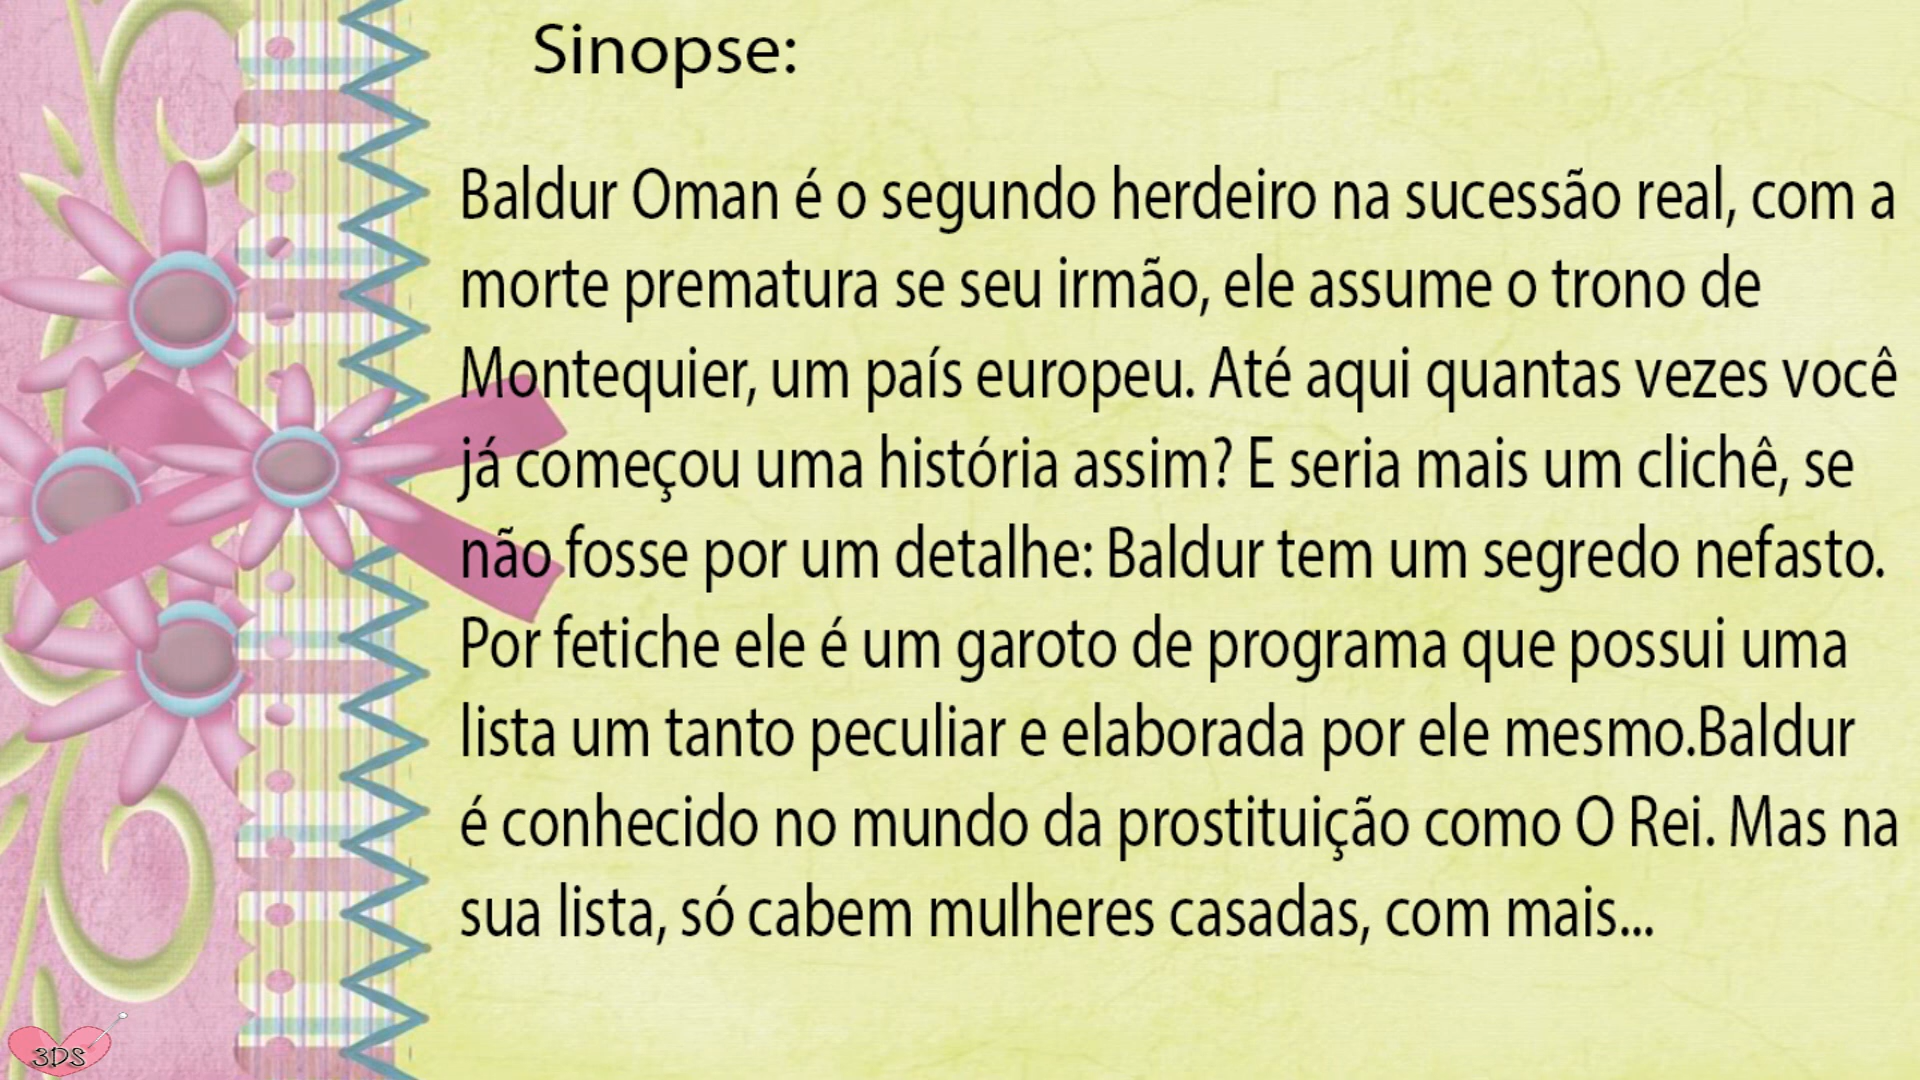 Sinopse:
Baldur Oman é o segundo herdeiro na sucessão real, com a
morte prematura se seu irmão, ele assume o trono de
Montequier, um país europeu. Até aqui quantas vezes você
já começou uma história assim? E seria mais um clichê, se
não fosse por um detalhe: Baldur tem um segredo nefasto.
Por fetiche ele é um garoto de programa que possui uma
lista um tanto peculiar e elaborada por ele mesmo.Baldur
é conhecido no mundo da prostituição como O Rei. Mas na
sua lista, só cabem mulheres casadas, com mais...
3DS